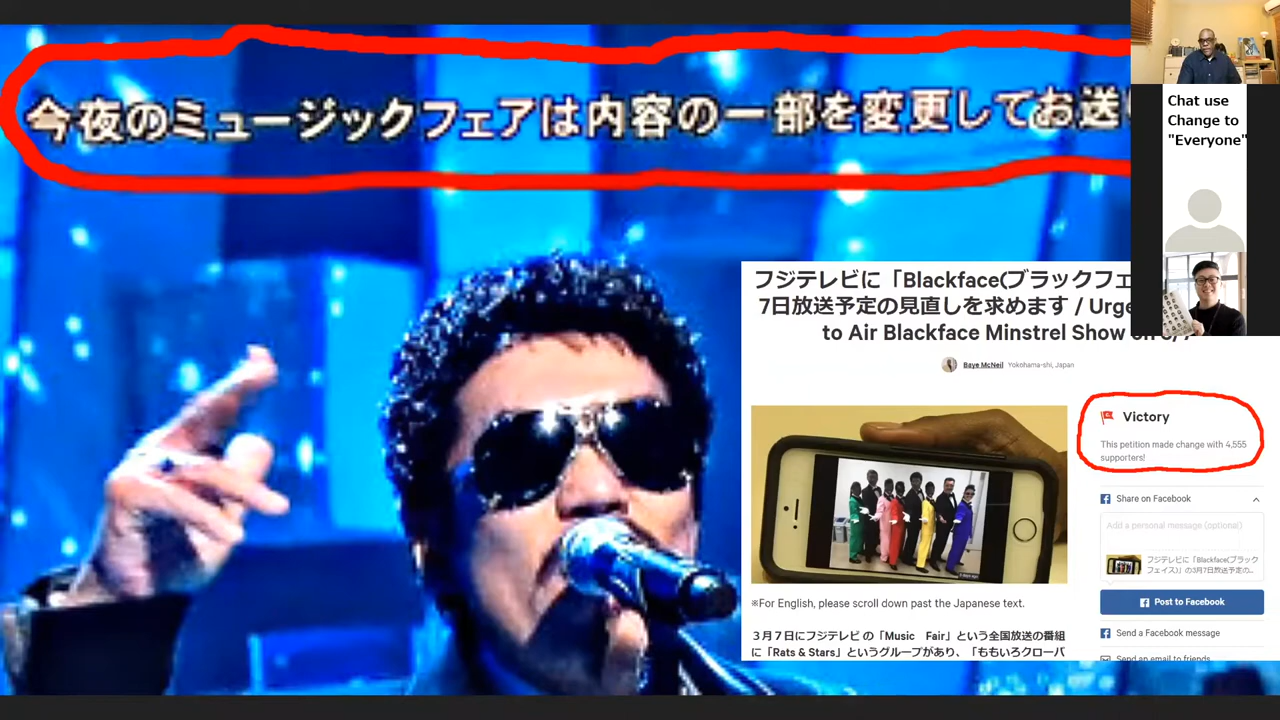 今夜のミュージックフェアは内容の一部を変更してお送
Chat use
Change to
"Everyone"
フジテレビに「Blackface(ブラックフェ
7日放送予定の見直しを求めます / Urge
to Air Blackface Minstrel Show on 3/7
Baye McNeil Yokohama-shi, Japan
Victory
This petition made change with 4,555
supporters!
Share on Facebook
Add a personal message (optional)
フジテレビに「Blackface(ブラック
フェイス)」の3月7日放送予定の...
Post to Facebook
Send a Facebook message
Send an email to friends
※For English, please scroll down past the Japanese text.
３月７日にフジテレビ の「Music Fair」という全国放送の番組
に「Rats & Stars」というグループがあり、「ももいろクローバ